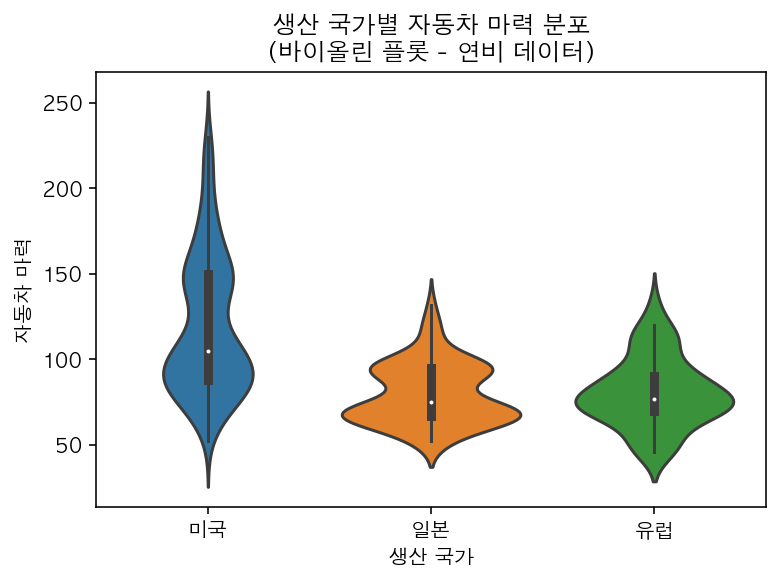 생산 국가별 자동차 마력 분포
(바이올린 플롯 - 연비 데이터)
자동차 마력
250
200
150
100
50
미국 일본 유럽
생산 국가